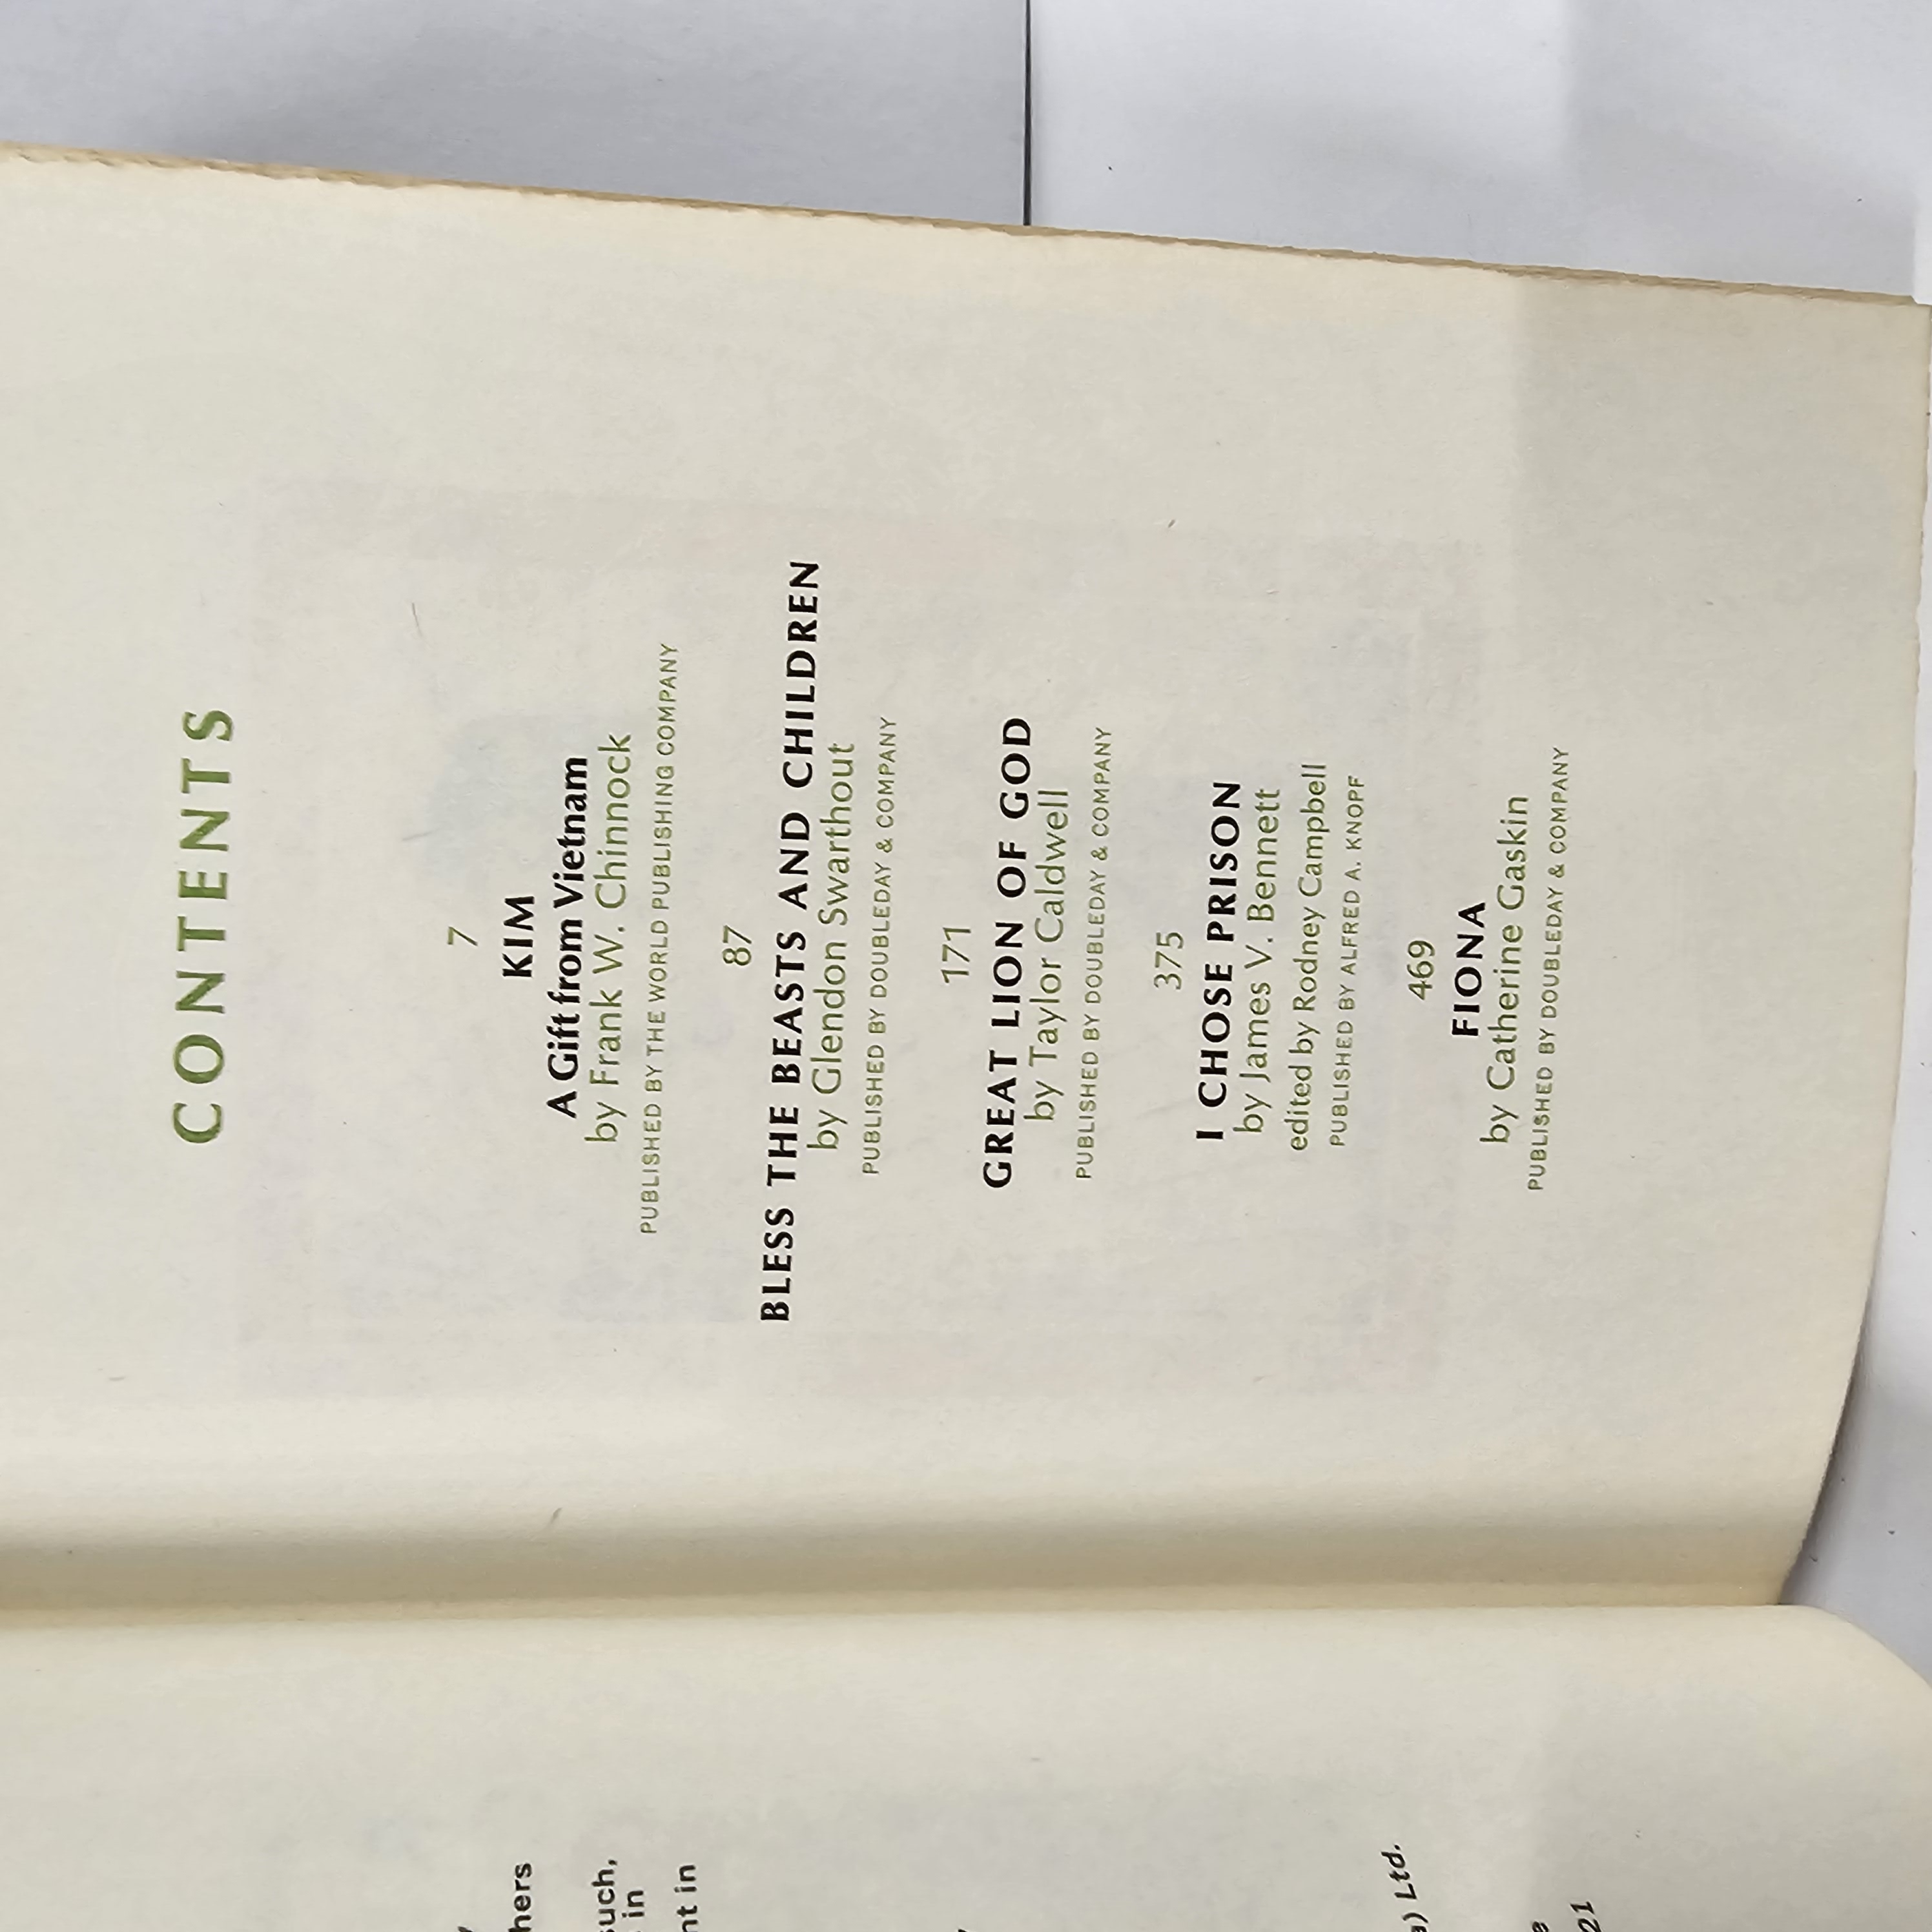 hers
such,
in
nt in
a) Ltd.
e
21
CONTENTS
7
KIM
A Gift from Vietnam
by Frank W. Chinnock
PUBLISHED BY THE WORLD PUBLISHING COMPANY
87
BLESS THE BEASTS AND CHILDREN
by Glendon Swarthout
PUBLISHED BY DOUBLEDAY & COMPANY
171
GREAT LION OF GOD
by Taylor Caldwell
PUBLISHED BY DOUBLEDAY & COMPANY
375
I CHOSE PRISON
by James V. Bennett
edited by Rodney Campbell
PUBLISHED BY ALFRED A. KNOPF
469
FIONA
by Catherine Gaskin
PUBLISHED BY DOUBLEDAY & COMPANY